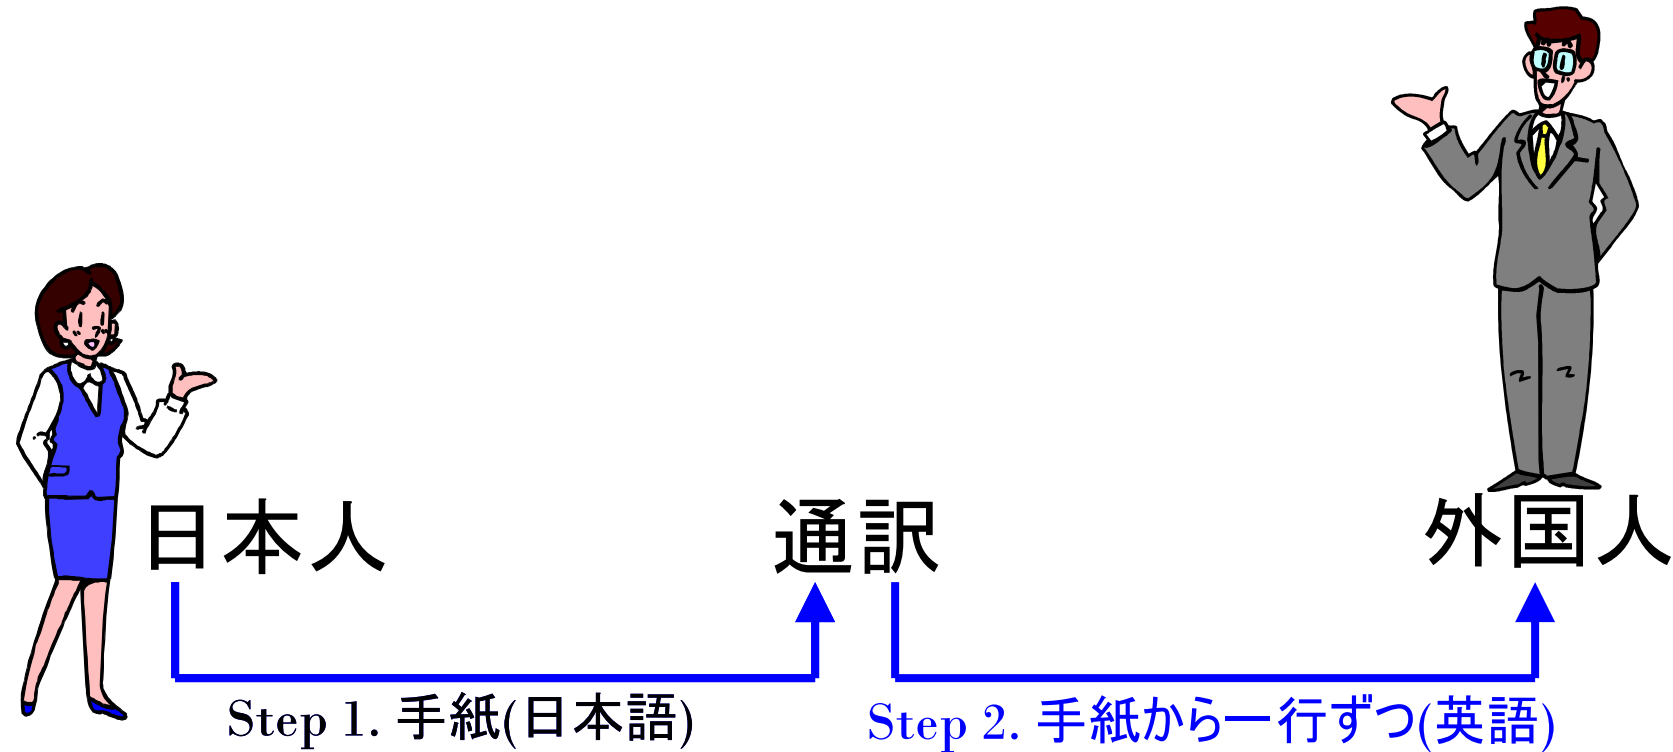 日本人
通訳
外国人
Step 1. 手紙(日本語)
Step 2. 手紙から一行ずつ(英語)